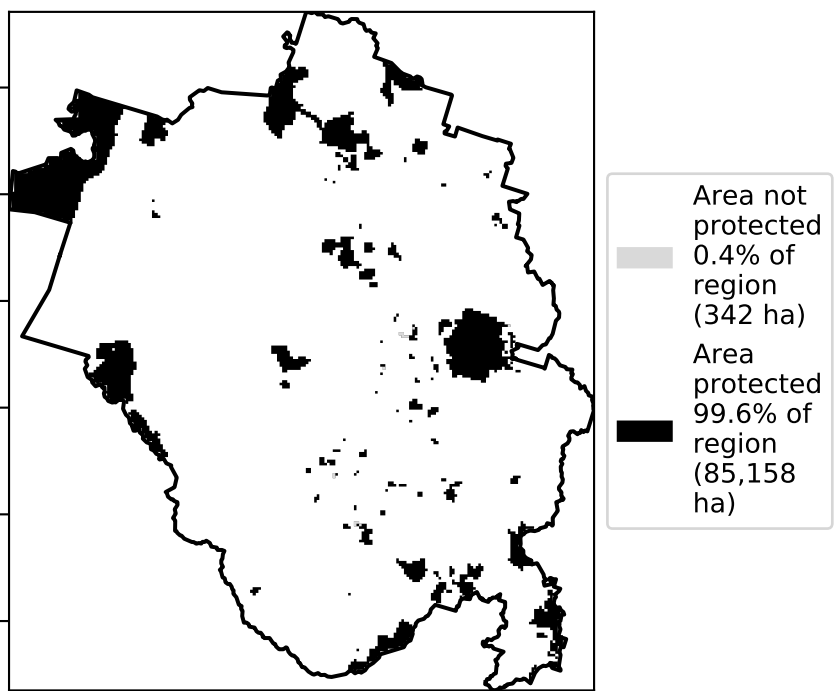 Area not
protected
0.4% of
region
(342 ha)
Area
protected
99.6% of
region
(85,158
ha)